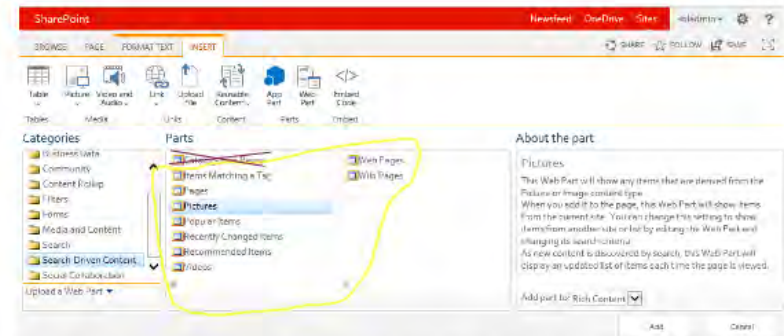 SharePoint Newsfeed OneDrive Sites ?
BROWSE PAGE FORMAT TEXT INSERT SHARE FOLLOW SAVE
Table Picture Video and Audio Link Upload File Reusable Content App Part Web Part Embed Code
Tables Media Links Content Parts Embed
Categories
Business Data
Community
Content Rollup
Filters
Forms
Media and Content
Search
Search-Driven Content
Social Collaboration
Upload a Web Part
Parts
Items Matching a Tag
Pages
Pictures
Popular Items
Recently Changed Items
Recommended Items
Videos
Web Pages
Wiki Pages
About the part
Pictures
This Web Part will show any items that are derived from the
Picture or Image content type.
When you add it to the page, this Web Part will show items
from the current site. You can change this setting to show
items from another site or list by editing the Web Part and
changing its search criteria.
As new content is discovered by search, this Web Part will
display an updated list of items each time the page is viewed.
Add part to: Rich Content
Add Cancel